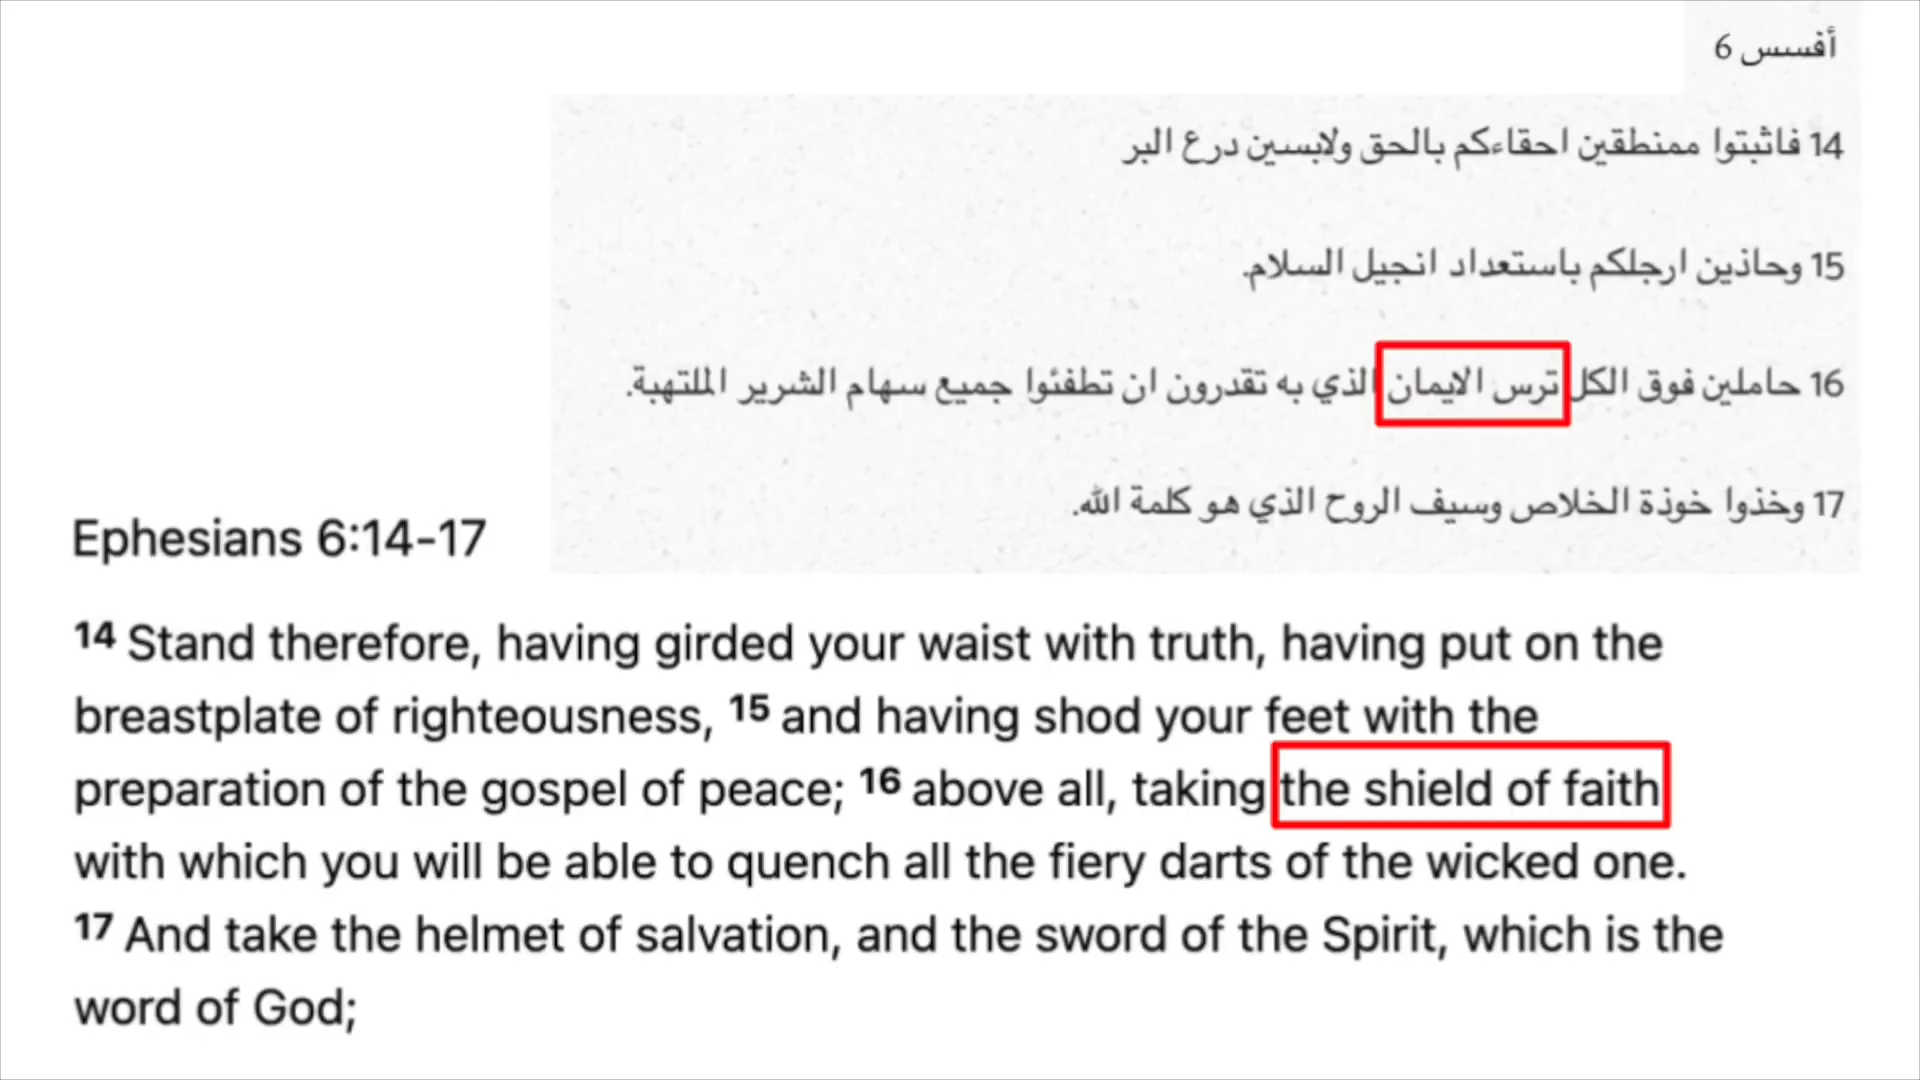 أفسس 6
14 فاثبتوا ممنطقين احقاءكم بالحق ولابسين درع البر
15 وحاذين ارجلكم باستعداد انجيل السلام.
16 حاملين فوق الكل ترس الايمان الذي به تقدرون ان تطفئوا جميع سهام الشرير الملتهبة.
17 وخذوا خوذة الخلاص وسيف الروح الذي هو كلمة الله.
Ephesians 6:14-17
14 Stand therefore, having girded your waist with truth, having put on the
breastplate of righteousness, 15 and having shod your feet with the
preparation of the gospel of peace; 16 above all, taking the shield of faith
with which you will be able to quench all the fiery darts of the wicked one.
17 And take the helmet of salvation, and the sword of the Spirit, which is the
word of God;